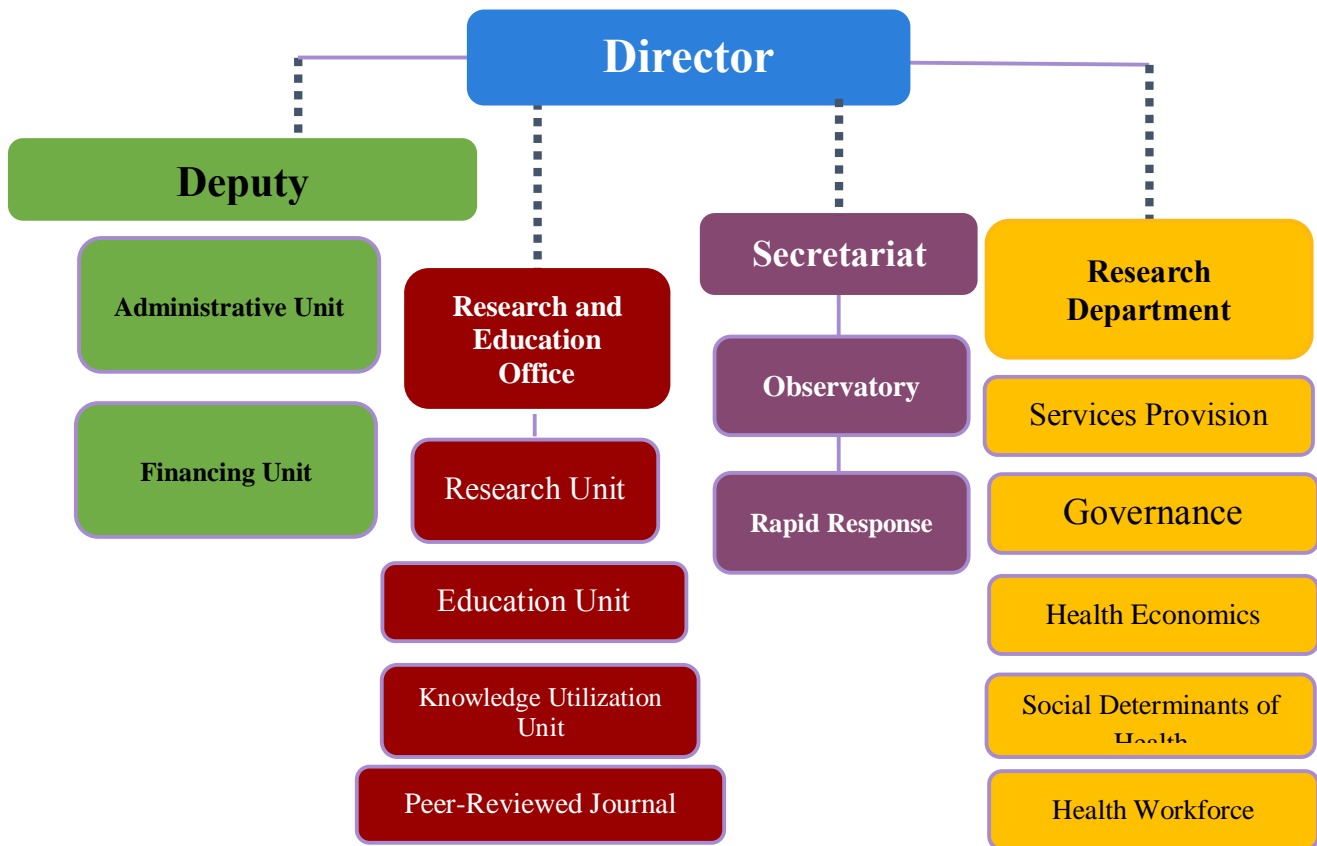 Director
Deputy
Administrative Unit
Financing Unit
Research and
Education
Office
Research Unit
Education Unit
Knowledge Utilization
Unit
Peer-Reviewed Journal
Secretariat
Observatory
Rapid Response
Research
Department
Services Provision
Governance
Health Economics
Social Determinants of
Health
Health Workforce